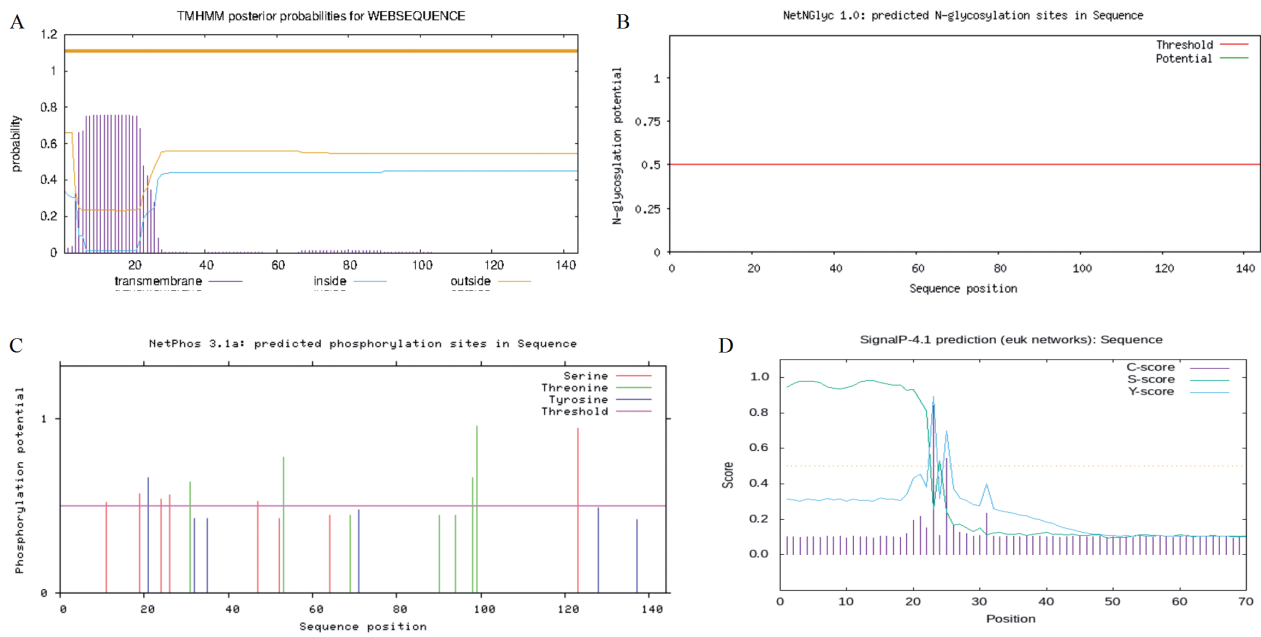 A
TMHMM posterior probabilities for WEBSEQUENCE
1.2
1
0.8
0.6
0.4
0.2
0
probability
20
40
60
80
100
120
140
transmembrane
inside
outside
B
NetNGlyc 1.0: predicted N-glycosylation sites in Sequence
Threshold
Potential
1
0.75
0.5
0.25
0
N-glycosylation potential
0
20
40
60
80
100
120
140
Sequence position
C
NetPhos 3.1a: predicted phosphorylation sites in Sequence
Serine
Threonine
Tyrosine
Threshold
1
0
Phosphorylation potential
0
20
40
60
80
100
120
140
Sequence position
D
SignalP-4.1 prediction (euk networks): Sequence
C-score
S-score
Y-score
1.0
0.8
0.6
0.4
0.2
0.0
Score
0
10
20
30
40
50
60
70
Position